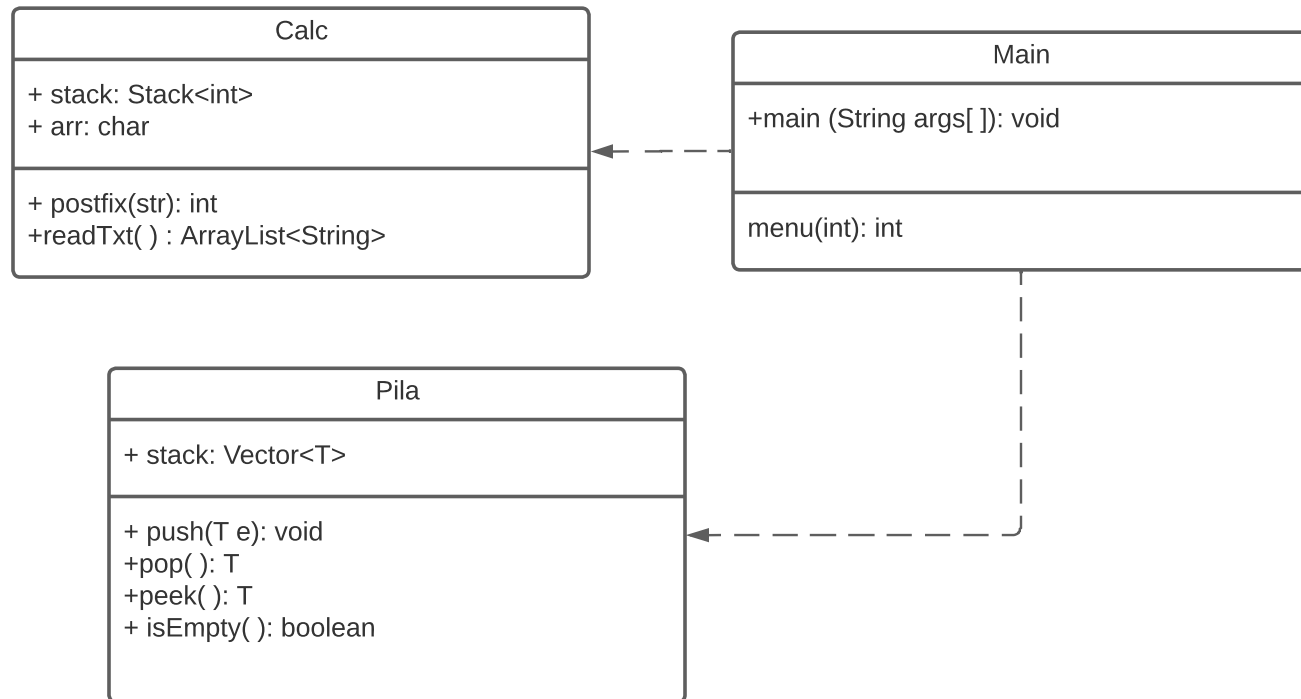 Calc
+ stack: Stack<int>
+ arr: char
+ postfix(str): int
+readTxt( ) : ArrayList<String>
Main
+main (String args[ ]): void
menu(int): int
Pila
+ stack: Vector<T>
+ push(T e): void
+pop( ): T
+peek( ): T
+ isEmpty( ): boolean